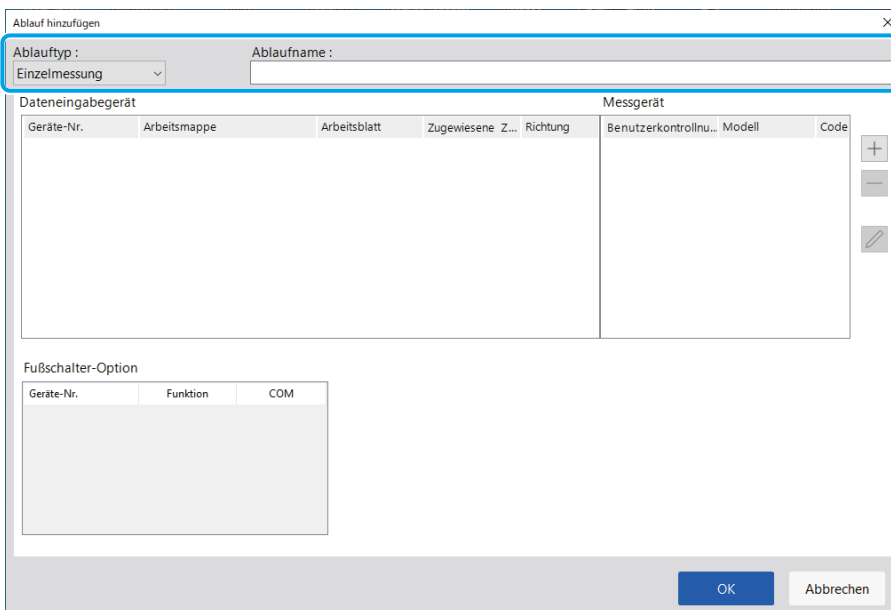 Ablauf hinzufügen
Ablauftyp :
Ablaufname :
Einzelmessung
Dateneingabegerät
Messgerät
Geräte-Nr. Arbeitsmappe Arbeitsblatt Zugewiesene Z... Richtung Benutzerkontrollnu... Modell Code
Fußschalter-Option
Geräte-Nr. Funktion COM
OK Abbrechen